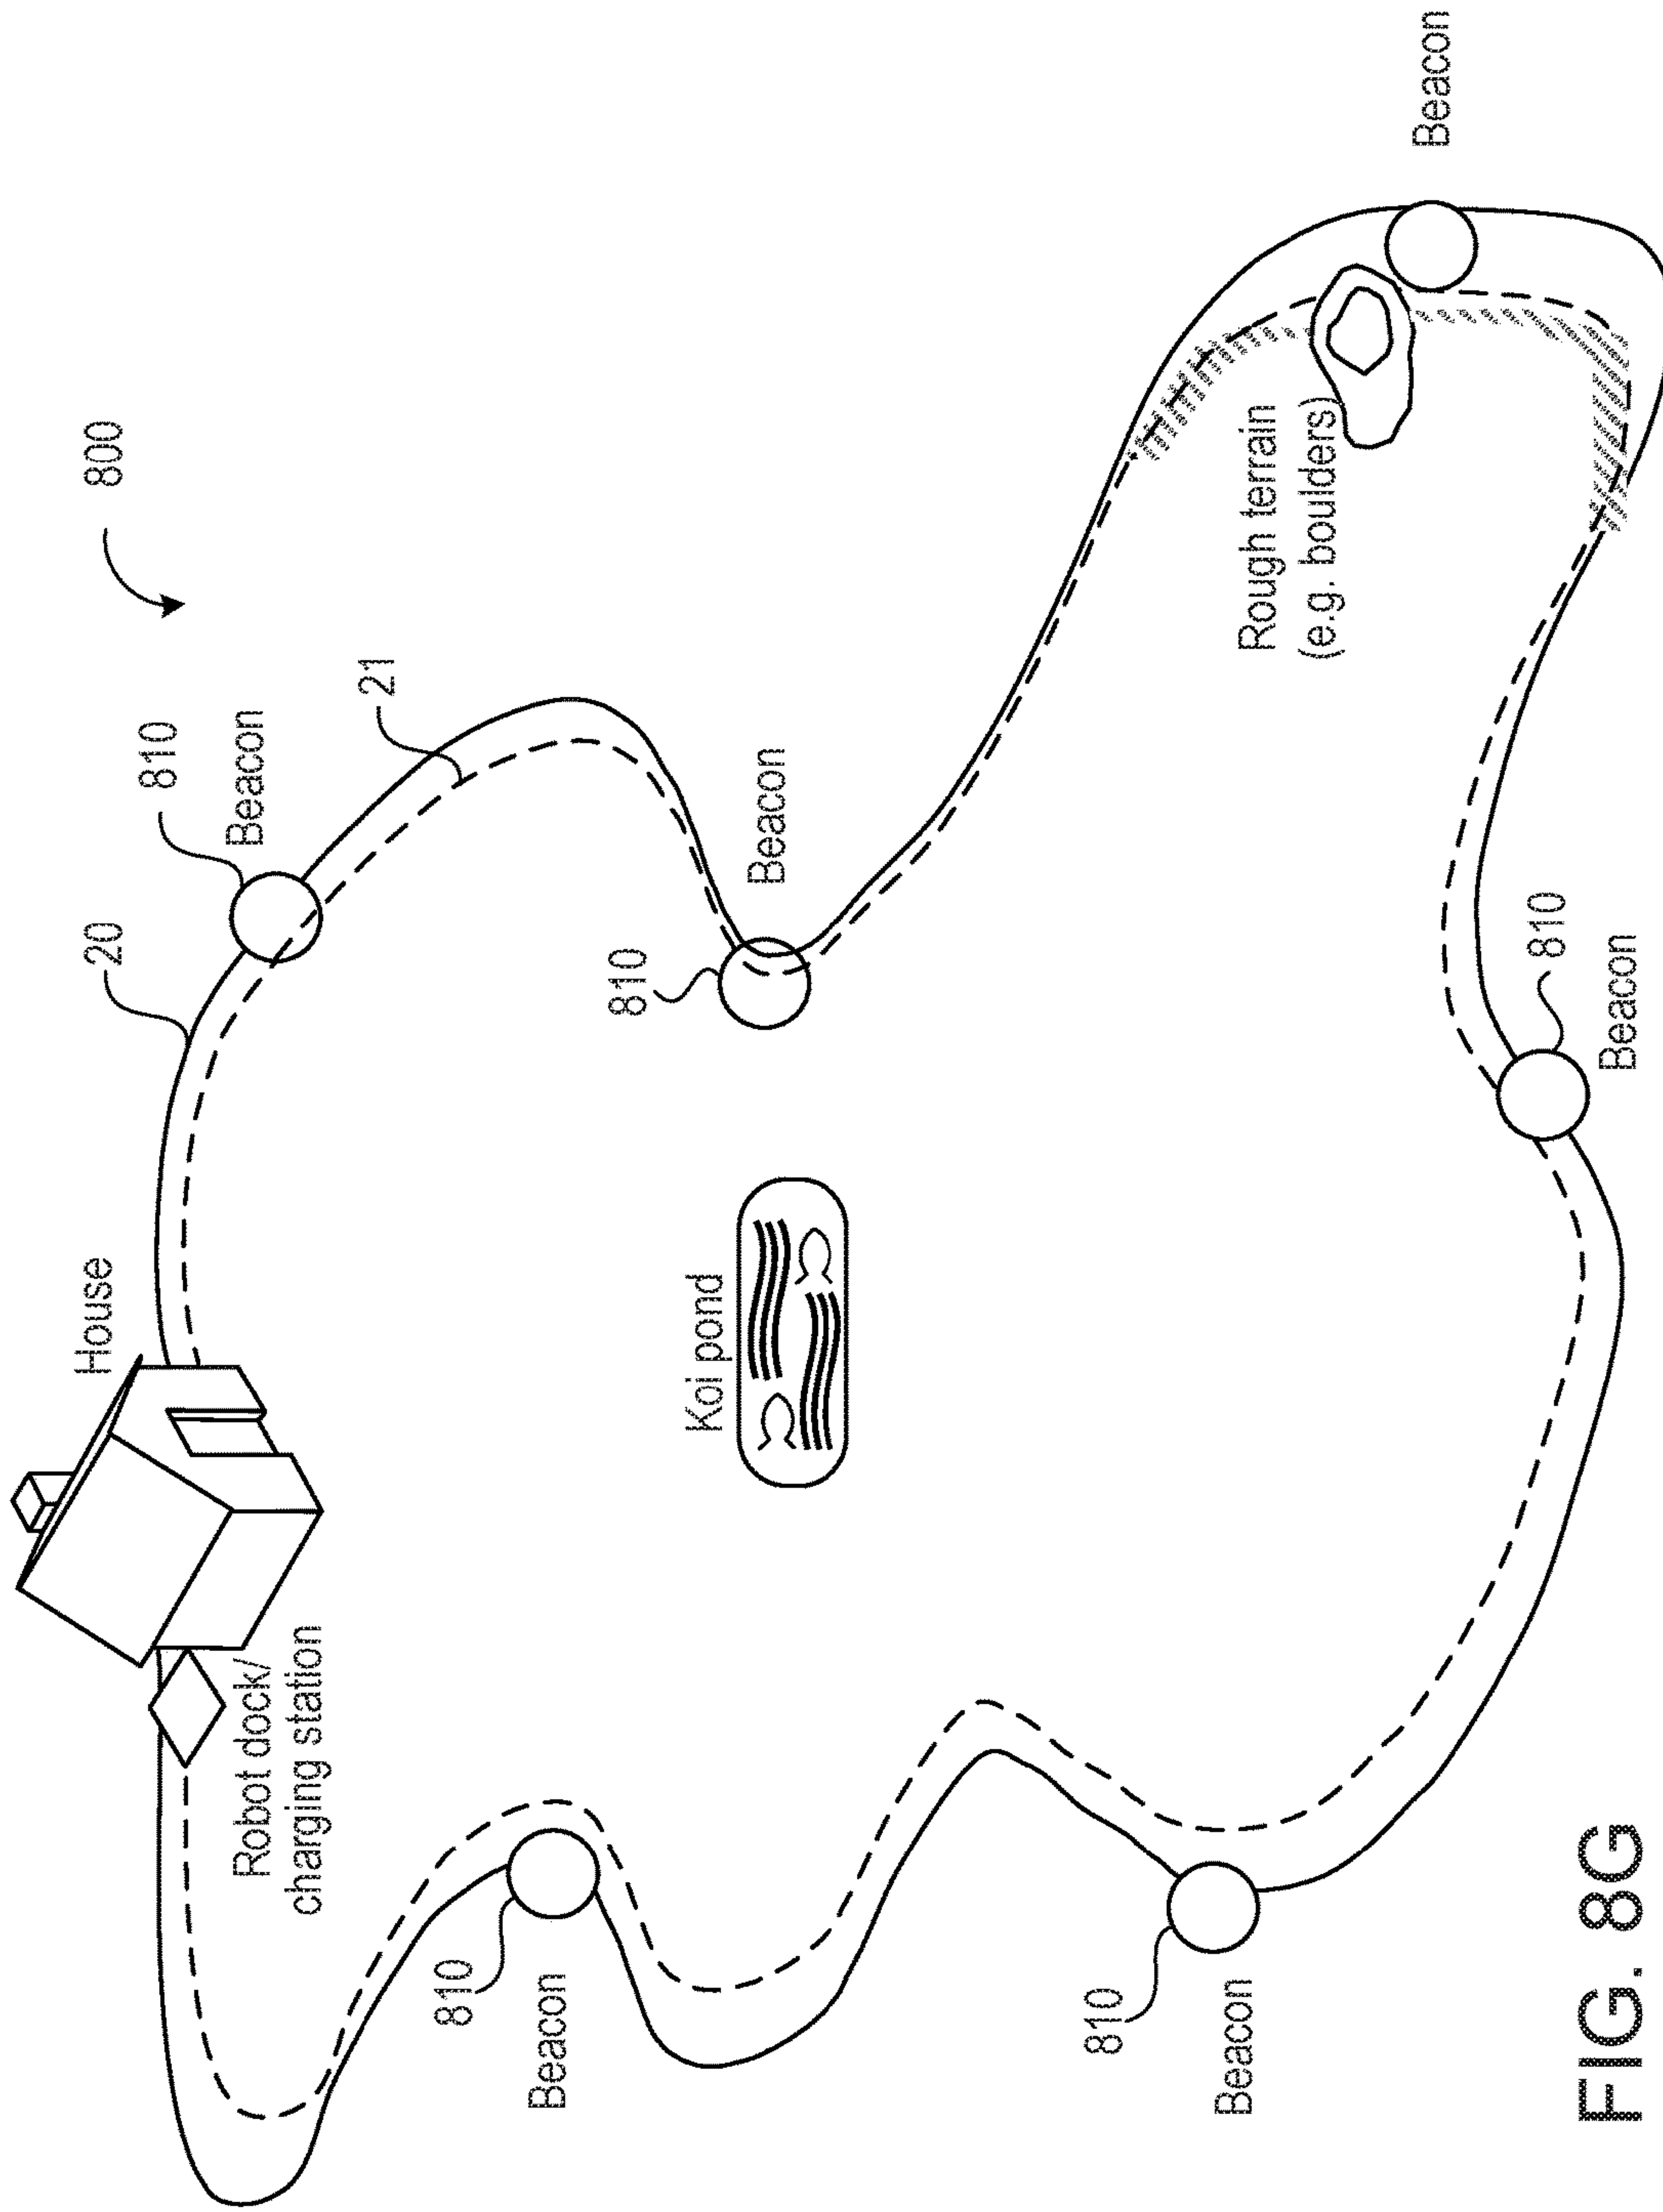 800
House
20
810
Beacon
21
Robot dock/
charging station
810
Beacon
810
Beacon
Koi pond
810
Beacon
Rough terrain
(e.g. boulders)
Beacon
810
Beacon
FIG. 8G